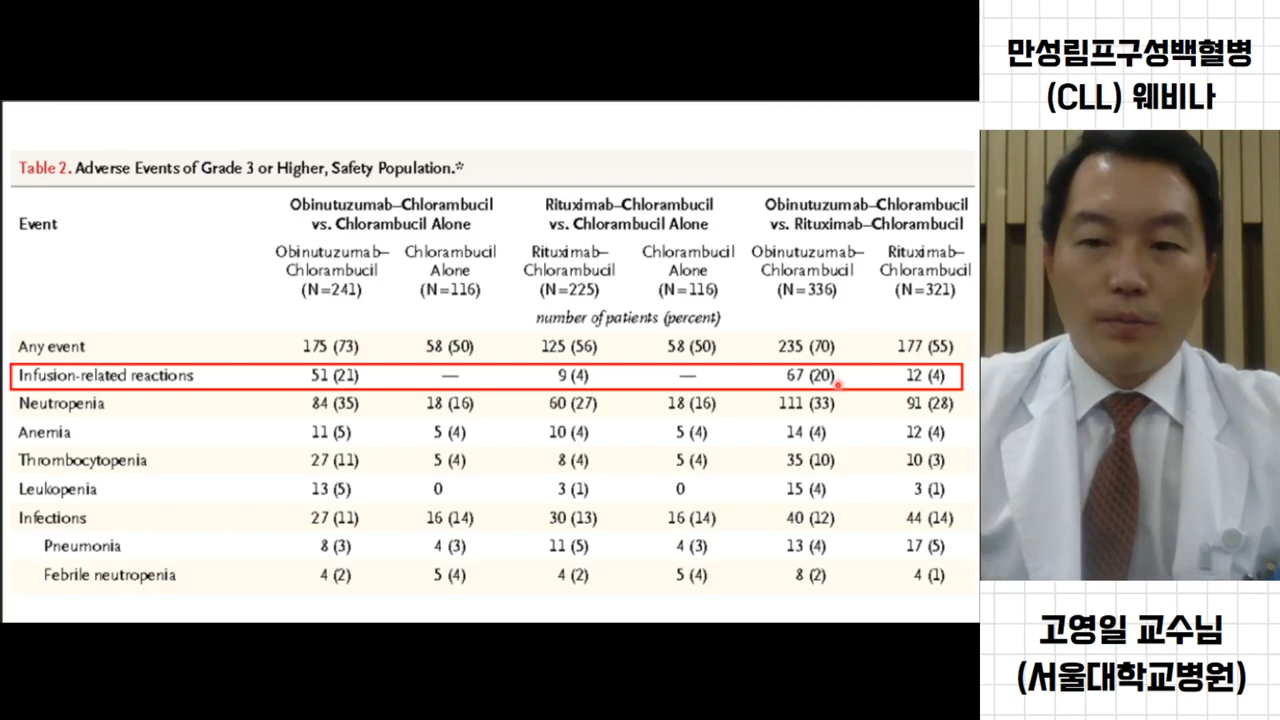 만성림프구성백혈병
(CLL) 웨비나
Table 2. Adverse Events of Grade 3 or Higher, Safety Population.*
Event
Obinutuzumab–Chlorambucil vs. Chlorambucil Alone
Rituximab–Chlorambucil vs. Chlorambucil Alone
Obinutuzumab–Chlorambucil vs. Rituximab–Chlorambucil
Obinutuzumab–Chlorambucil (N=241)
Chlorambucil Alone (N=116)
Rituximab–Chlorambucil (N=225)
Chlorambucil Alone (N=116)
Obinutuzumab–Chlorambucil (N=336)
Rituximab–Chlorambucil (N=321)
number of patients (percent)
Any event 175 (73) 58 (50) 125 (56) 58 (50) 235 (70) 177 (55)
Infusion-related reactions 51 (21) — 9 (4) — 67 (20) 12 (4)
Neutropenia 84 (35) 18 (16) 60 (27) 18 (16) 111 (33) 91 (28)
Anemia 11 (5) 5 (4) 10 (4) 5 (4) 14 (4) 12 (4)
Thrombocytopenia 27 (11) 5 (4) 8 (4) 5 (4) 35 (10) 10 (3)
Leukopenia 13 (5) 0 3 (1) 0 15 (4) 3 (1)
Infections 27 (11) 16 (14) 30 (13) 16 (14) 40 (12) 44 (14)
Pneumonia 8 (3) 4 (3) 11 (5) 4 (3) 13 (4) 17 (5)
Febrile neutropenia 4 (2) 5 (4) 4 (2) 5 (4) 8 (2) 4 (1)
고영일 교수님
(서울대학교병원)